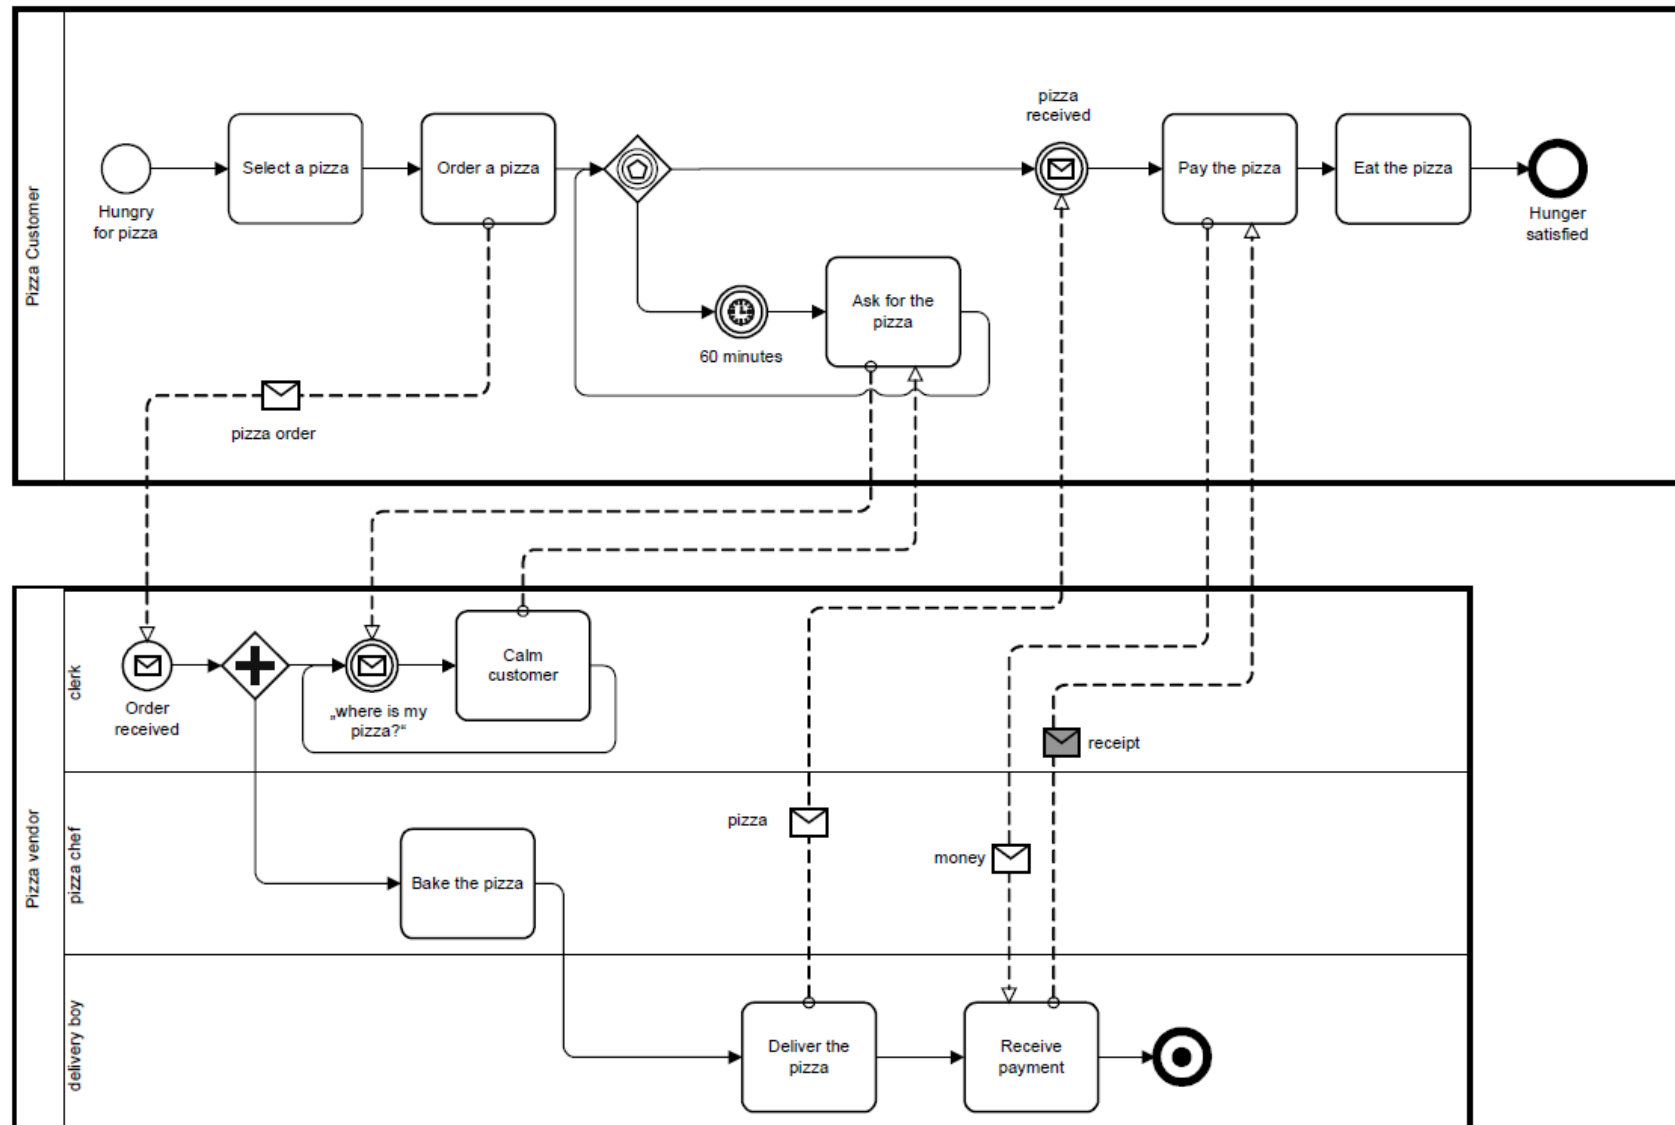 Pizza Customer
Hungry
for pizza
Select a pizza
Order a pizza
pizza
received
Pay the pizza
Eat the pizza
Hunger
satisfied
60 minutes
Ask for the
pizza
pizza order
Pizza vendor
clerk
Order
received
„where is my
pizza?“
Calm
customer
receipt
pizza chef
Bake the pizza
pizza
money
delivery boy
Deliver the
pizza
Receive
payment